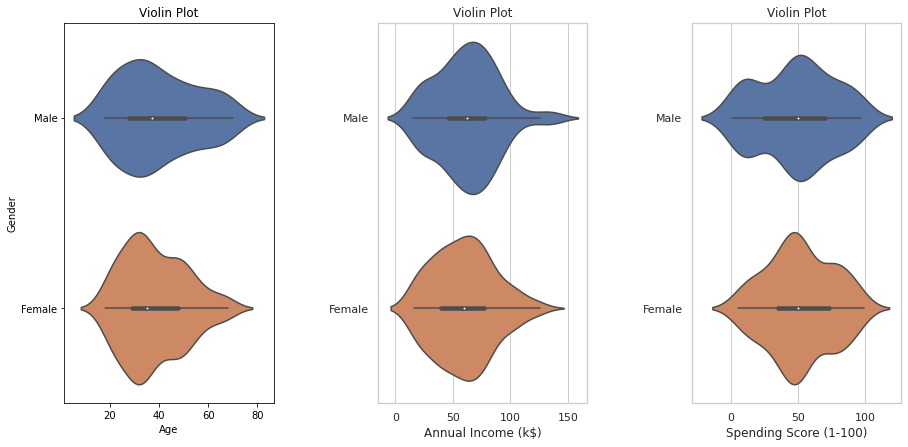 Violin Plot
Gender
Male
Female
20 40 60 80
Age
Violin Plot
Male
Female
0 50 100 150
Annual Income (k$)
Violin Plot
Male
Female
0 50 100
Spending Score (1-100)